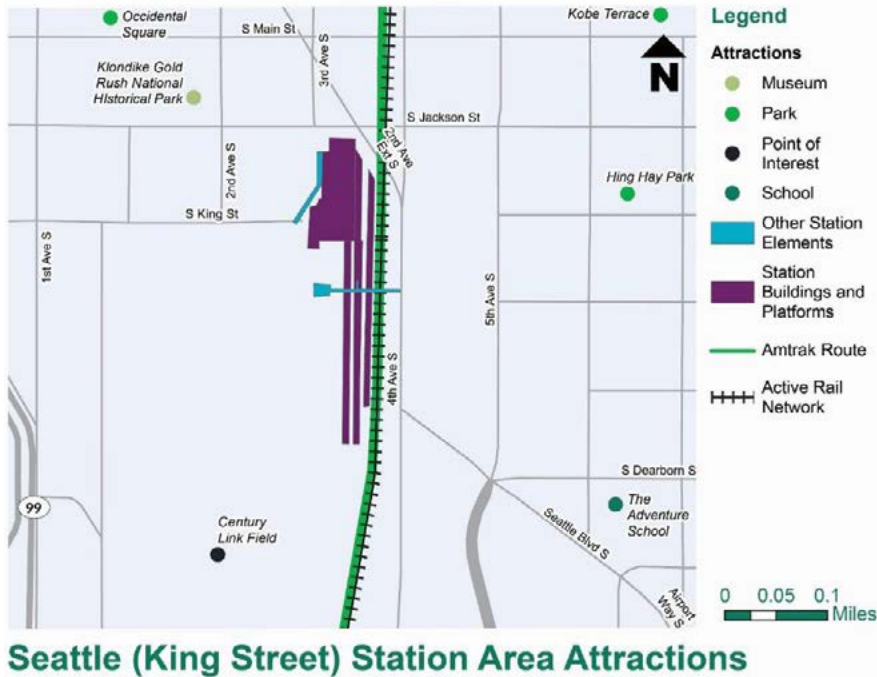 Occidental
Square
S Main St
3rd Ave S
Kobe Terrace
N
Klondike Gold
Rush National
HIstorical Park
S Jackson St
2nd Ave
Ext S
2nd Ave S
Hing Hay Park
S King St
1st Ave S
5th Ave S
4th Ave S
S Dearborn S
99
The
Adventure
School
Century
Link Field
Seattle Blvd S
Airport
Way S
Legend
Attractions
Museum
Park
Point of
Interest
School
Other Station
Elements
Station
Buildings and
Platforms
Amtrak Route
Active Rail
Network
0 0.05 0.1
Miles
Seattle (King Street) Station Area Attractions